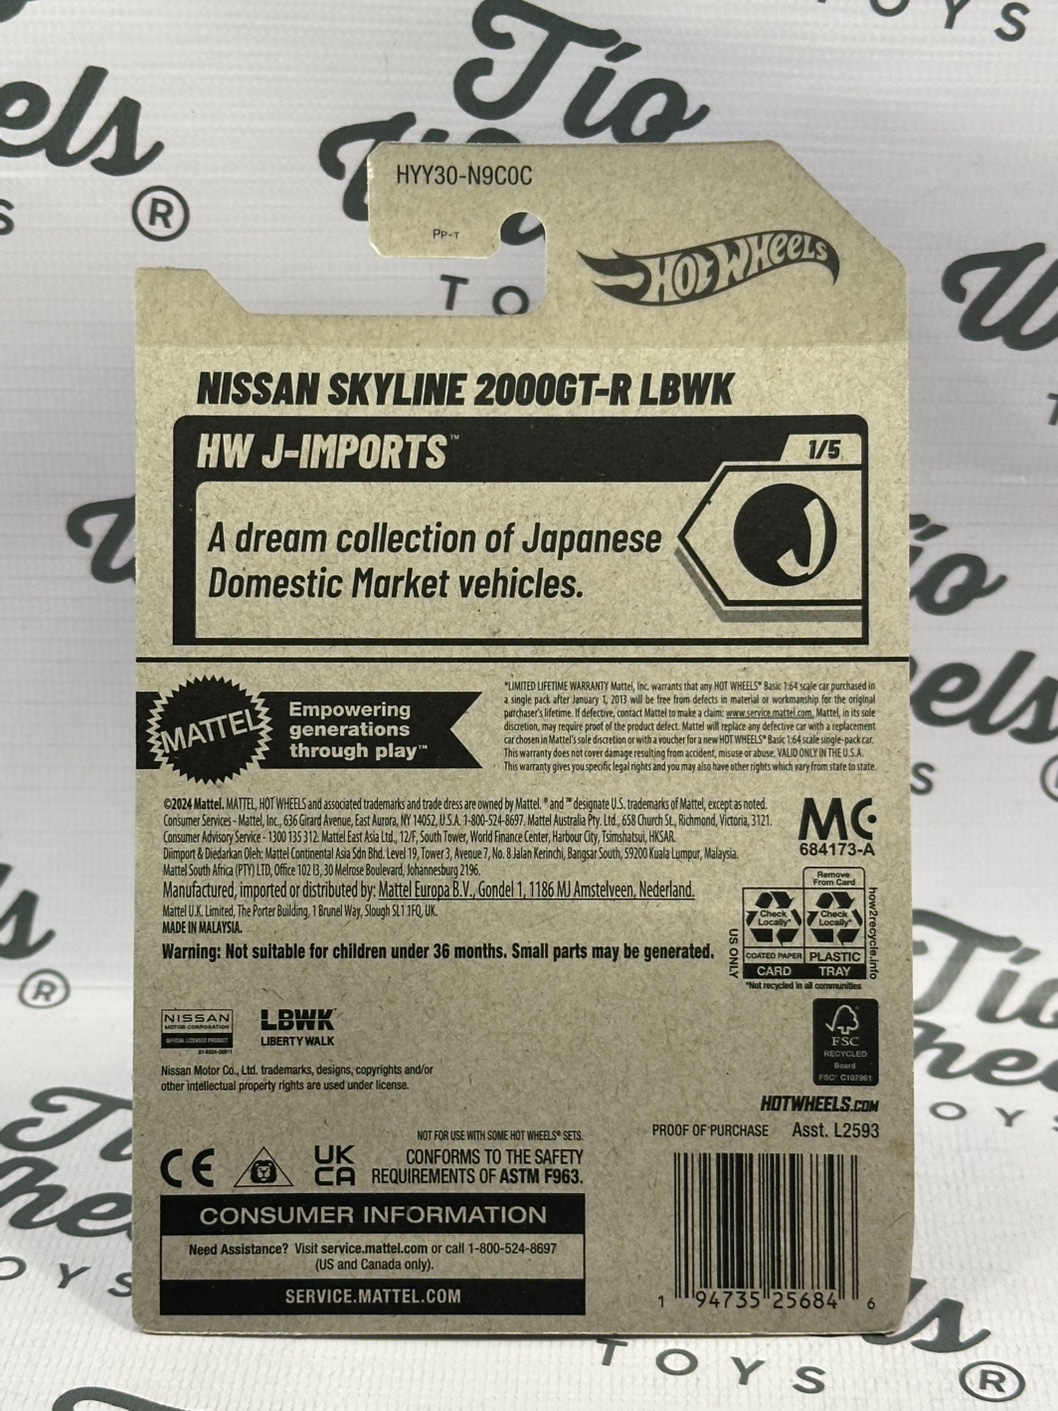 Tío
TOYS
els
®
HYY30-N9C0C
PP-T
HOT WHEELS
NISSAN SKYLINE 2000GT-R LBWK
HW J-IMPORTS™
1/5
A dream collection of Japanese
Domestic Market vehicles.
MATTEL
Empowering
generations
through play™
*LIMITED LIFETIME WARRANTY Mattel, Inc. warrants that any HOT WHEELS® Basic 1:64 scale car purchased in
a single pack after January 1, 2013 will be free from defects in material or workmanship for the original
purchaser's lifetime. If defective, contact Mattel to make a claim: www.service.mattel.com. Mattel, in its sole
discretion, may require proof of the product defect. Mattel will replace any defective car with a replacement
car chosen in Mattel's sole discretion or with a voucher for a new HOT WHEELS® Basic 1:64 scale single-pack car.
This warranty does not cover damage resulting from accident, misuse or abuse. VALID ONLY IN THE U.S.A.
This warranty gives you specific legal rights and you may also have other rights which vary from state to state.
©2024 Mattel. MATTEL, HOT WHEELS and associated trademarks and trade dress are owned by Mattel. ® and ™ designate U.S. trademarks of Mattel, except as noted.
Consumer Services - Mattel, Inc., 636 Girard Avenue, East Aurora, NY 14052, U.S.A. 1-800-524-8697. Mattel Australia Pty. Ltd., 658 Church St., Richmond, Victoria, 3121.
Consumer Advisory Service - 1300 135 312. Mattel East Asia Ltd., 12/F, South Tower, World Finance Center, Harbour City, Tsimshatsui, HKSAR.
Diimport & Diedarkan Oleh: Mattel Continental Asia Sdn Bhd. Level 19, Tower 3, Avenue 7, No. 8 Jalan Kerinchi, Bangsar South, 59200 Kuala Lumpur, Malaysia.
Mattel South Africa (PTY) LTD, Office 102 I3, 30 Melrose Boulevard, Johannesburg 2196.
Manufactured, imported or distributed by: Mattel Europa B.V., Gondel 1, 1186 MJ Amstelveen, Nederland.
Mattel U.K. Limited, The Porter Building, 1 Brunel Way, Slough SL1 1FQ, UK.
MADE IN MALAYSIA.
Warning: Not suitable for children under 36 months. Small parts may be generated.
MC
684173-A
Remove
From Card
Check
Locally*
Check
Locally*
COATED PAPER
PLASTIC
CARD
TRAY
US ONLY
how2recycle.info
*Not recycled in all communities
NISSAN
MOTOR CORPORATION
OFFICIAL LICENSED PRODUCT
LBWK
LIBERTY WALK
Nissan Motor Co., Ltd. trademarks, designs, copyrights and/or
other intellectual property rights are used under license.
FSC
RECYCLED
Board
FSC® C107961
HOTWHEELS.COM
PROOF OF PURCHASE Asst. L2593
NOT FOR USE WITH SOME HOT WHEELS® SETS.
CE
UK
CA
CONFORMS TO THE SAFETY
REQUIREMENTS OF ASTM F963.
CONSUMER INFORMATION
Need Assistance? Visit service.mattel.com or call 1-800-524-8697
(US and Canada only).
SERVICE.MATTEL.COM
1 94735 25684 6
TOYS
®